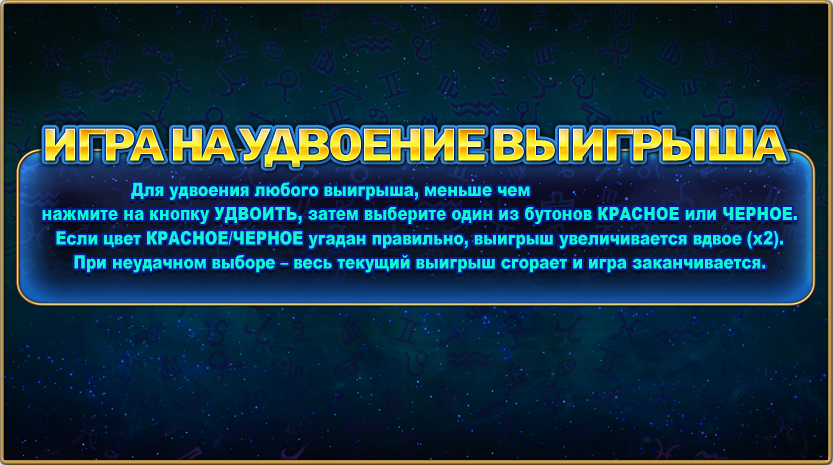 ИГРА НА УДВОЕНИЕ ВЫИГРЫША
Для удвоения любого выигрыша, меньше чем
нажмите на кнопку УДВОИТЬ, затем выберите один из бутонов КРАСНОЕ или ЧЕРНОЕ.
Если цвет КРАСНОЕ/ЧЕРНОЕ угадан правильно, выигрыш увеличивается вдвое (х2).
При неудачном выборе – весь текущий выигрыш сгорает и игра заканчивается.